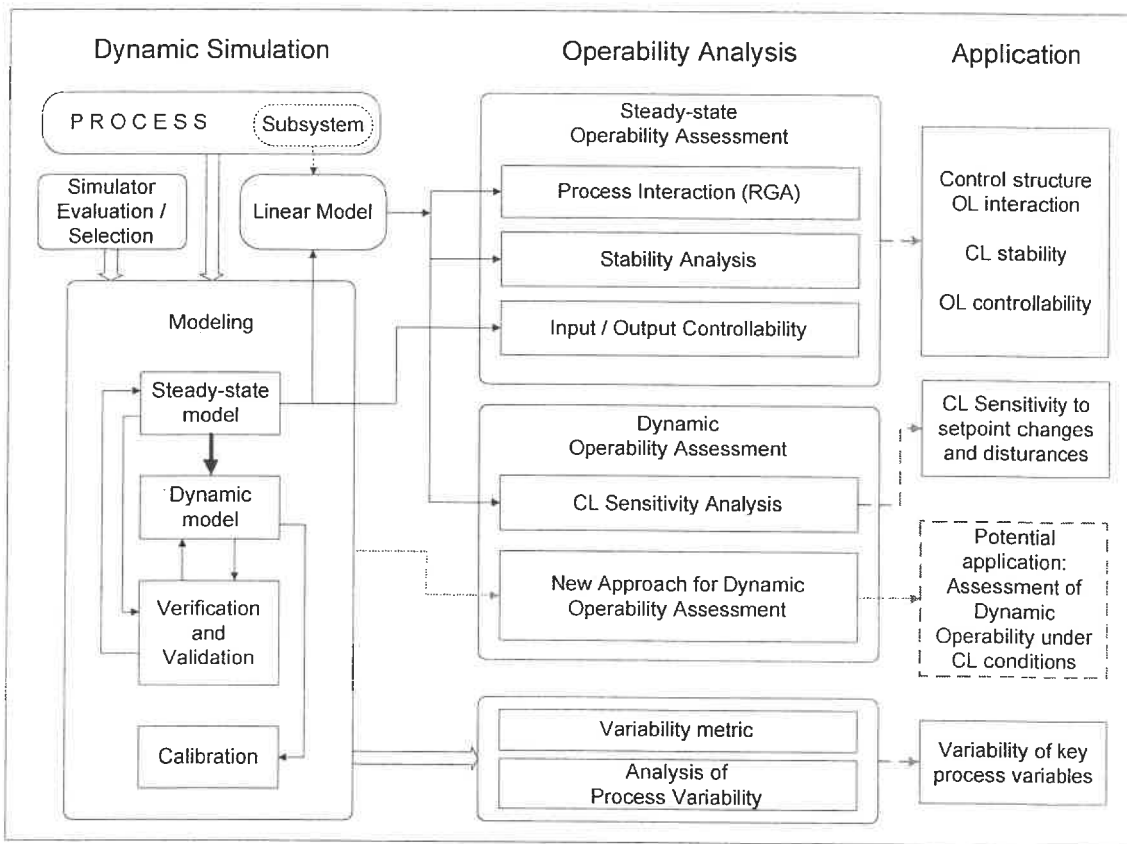 Dynamic Simulation
Operability Analysis
Application
PROCESS
Subsystem
Simulator
Evaluation /
Selection
Linear Model
Modeling
Steady-state
model
Dynamic
model
Verification
and
Validation
Calibration
Steady-state
Operability Assessment
Process Interaction (RGA)
Stability Analysis
Input / Output Controllability
Dynamic
Operability Assessment
CL Sensitivity Analysis
New Approach for Dynamic
Operability Assessment
Variability metric
Analysis of
Process Variability
Control structure
OL interaction
CL stability
OL controllability
CL Sensitivity to
setpoint changes
and disturances
Potential
application:
Assessment of
Dynamic
Operability under
CL conditions
Variability of key
process variables